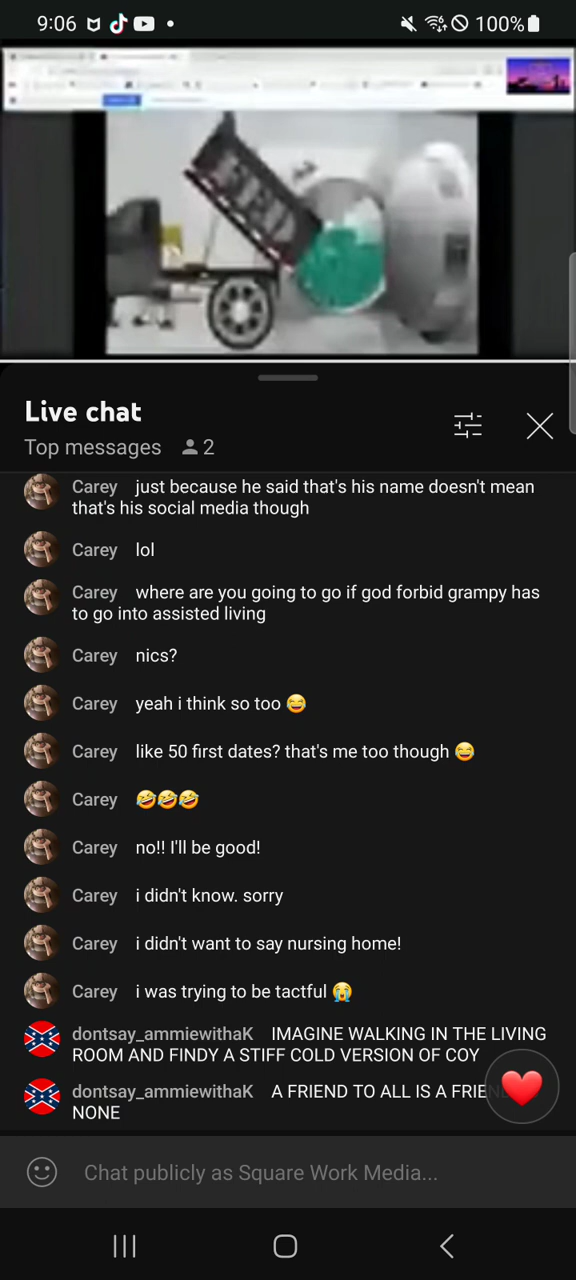 9:06
100%
Live chat
Top messages 2
Carey just because he said that's his name doesn't mean
that's his social media though
Carey lol
Carey where are you going to go if god forbid grampy has
to go into assisted living
Carey nics?
Carey yeah i think so too 😂
Carey like 50 first dates? that's me too though 😂
Carey 🤣🤣🤣
Carey no!! I'll be good!
Carey i didn't know. sorry
Carey i didn't want to say nursing home!
Carey i was trying to be tactful 😭
dontsay_ammiewithaK IMAGINE WALKING IN THE LIVING
ROOM AND FINDY A STIFF COLD VERSION OF COY
dontsay_ammiewithaK A FRIEND TO ALL IS A
NONE
Chat publicly as Square Work Media...